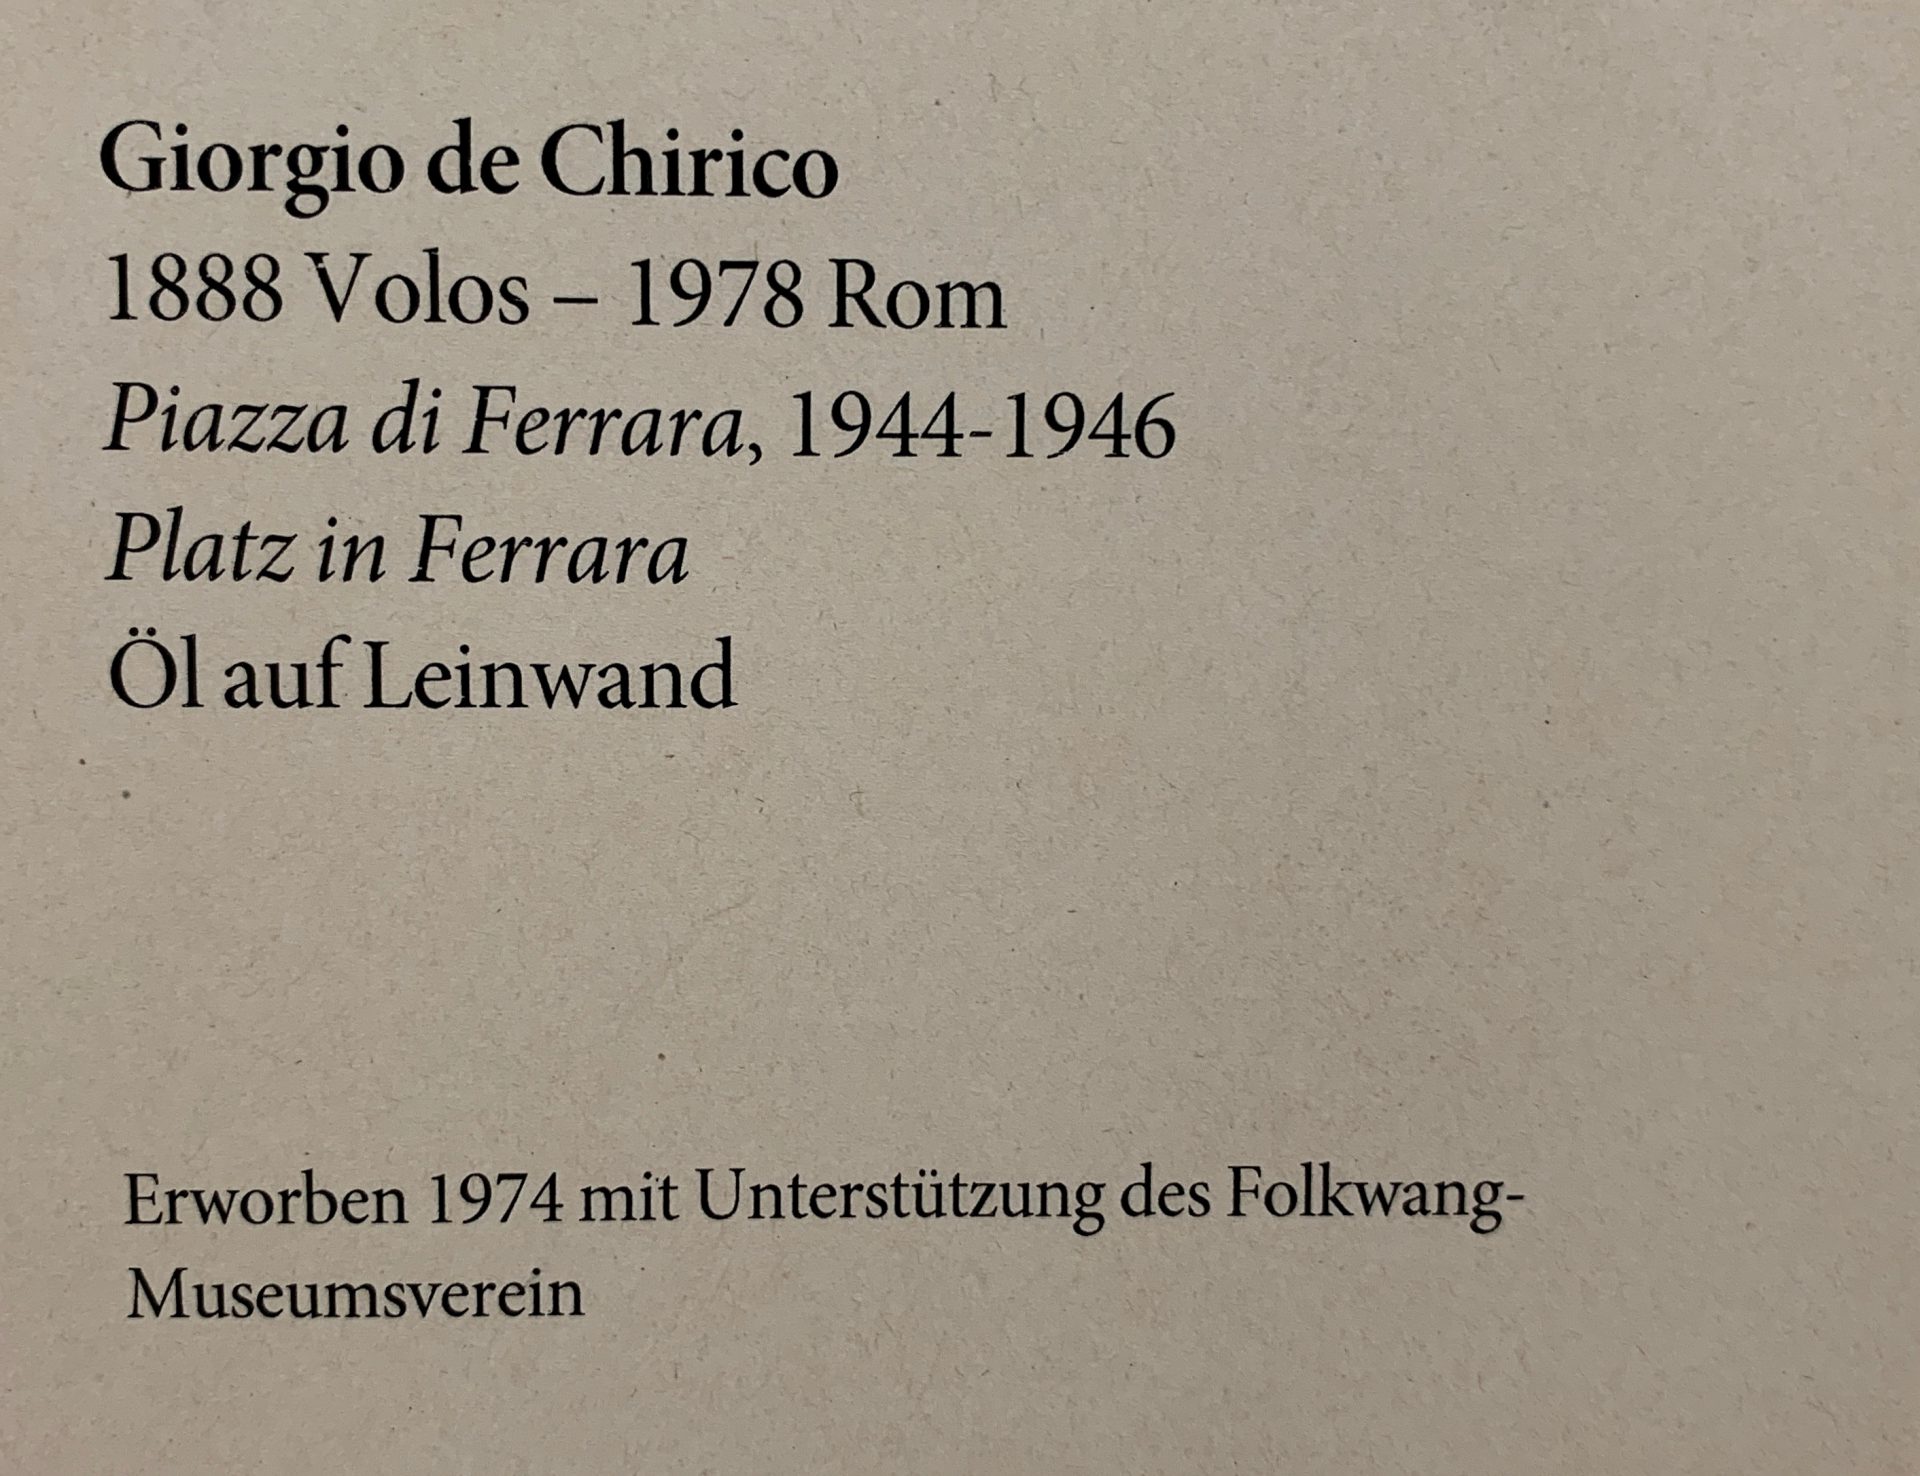 Giorgio de Chirico
1888 Volos – 1978 Rom
Piazza di Ferrara, 1944-1946
Platz in Ferrara
Öl auf Leinwand
Erworben 1974 mit Unterstützung des Folkwang-
Museumsverein